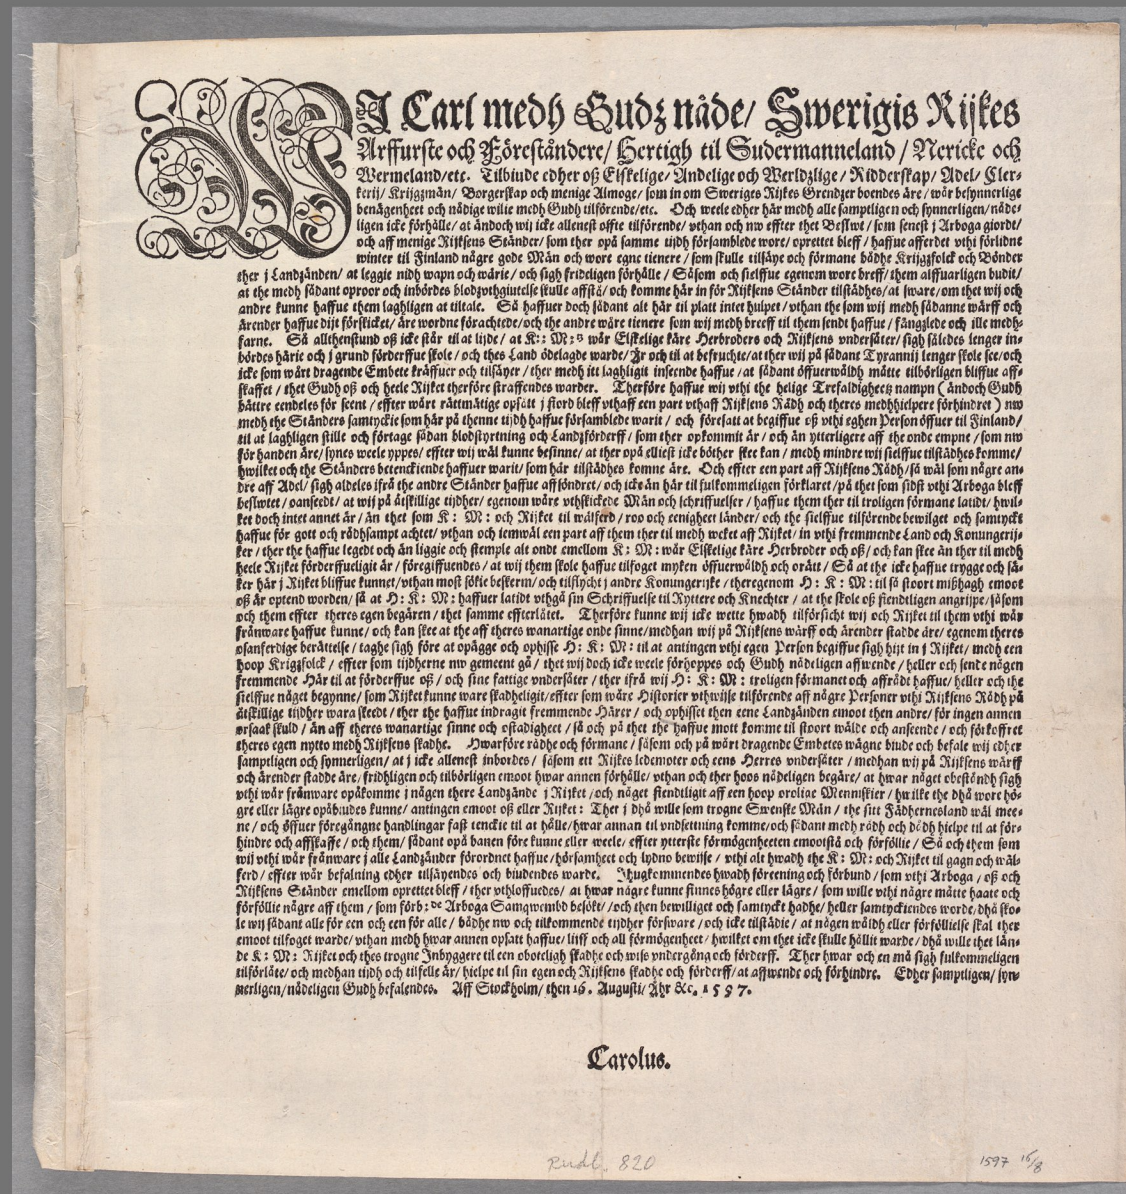 WJ Carl medh Gudz nåde/ Swerigis Rijkes
Arffurste och Föreståndere/ Hertigh til Sudermanneland/ Nericke och
Wermeland/etc. Tilbiude edher oß Elskelige/ Andelige och Werldzlige/ Ridderskap/ Adel/ Cler-
kerij/ Krijgzmän/ Borgerskap och menige Almoge/ som in om Sweriges Rijkes Grendzer boendes äre/ wår besynnerlige
benägenheet och nådige wilie medh Gudh tilförende/etc. Och weele edher här medh alle samptligen och synnerligen/ nåde-
ligen icke förhålle/ at ändoch wij icke allenest offte tilförende/ vthan och nw effter thet Beslwt/ som senest j Arboga giordt/
och aff menige Rijksens Ständer/ som ther opå samme tijdh församblede wore/ oprettet bleff/ haffue afferdet vthi förlidne
winter til Finland någre gode Män och wore egne tienere/ som skulle tilsäye och förmane bådhe Krijgzfolck och Bönder
ther j Landzänden/ at leggie nidh wapn och wärie/ och sigh frideligen förhålle/ Såsom och sielffue egenom wore breff/ them alffuarligen budit/
at the medh sådant oproor och inbördes blodzvthgiutelse skulle affstå/ och komme här in för Rijksens Ständer tilstädhes/ at sware/ om thet wij och
andre kunne haffue them laghligen at tiltale. Så haffuer doch sådant alt här til platt intet hulpet/ vthan the som wij medh sådanne wärff och
ärender haffue dijt förskicket/ äre wordne förachtede/ och the andre wåre tienere som wij medh breeff til them sendt haffue/ fängzlede och ille medh-
farne. Så allthenstund oß icke står til at lijde/ at K:: M:ts wår Elskelige käre Herbroders och Rijksens vndersåter/ sigh således lenger in-
bördes härie och j grund förderffue skole/ och thes Land ödelagde warde/ Är och til at befruchte/ at ther wij på sådane Tyrannij lenger skole see/ och
icke som wårt dragende Embete kräffuer och tilsäyer/ ther medh itt laghligit inseende haffue/ at sådant öffuerwåldh måtte tilbörligen bliffue aff-
skaffet/ thet Gudh oß och heele Rijket therföre straffendes warder. Therföre haffue wij vthi the helige Trefaldigheetz nampn (ändoch Gudh
bättre eendeles för seent/ effter wårt rättmätige opsått j fiord bleff vthaff een part vthaff Rijksens Rådh och theres medhhielpere förhindret) nw
medh the Ständers samtyckie som här på thenne tijdh haffue församblede warit/ och föresatt at begiffue oß vthi eghen Person öffuer til Finland/
til at laghligen stille och förtage sådan blodstyrtning och Landzförderff/ som ther opkommit är/ och än ytterligere aff the onde empne/ som nw
för handen äre/ synes weele yppes/ effter wij wäl kunne besinne/ at ther opå elliest icke böther skee kan/ medh mindre wij sielffue tilstädhes komme/
hwilket och the Ständers betenckiende haffuer warit/ som här tilstädhes komne äre. Och effter een part aff Rijksens Rådh/ så wäl som någre an-
dre aff Adel/ sigh aldeles ifrå the andre Ständer haffue affsöndret/ och icke än här til fulkommeligen förklaret/ på thet som sidst vthi Arboga bleff
beslwtet/ oansedt/ at wij på åtskillige tijdher/ egenom wåre vthskickede Män och schriffuelser/ haffue them ther til troligen förmane latidt/ hwil-
ket doch intet annet är/ än thet som K: M: och Rijket til wälferd/ roo och eenigheet länder/ och the sielffue tilförende bewilget och samtyckt
haffue för gott och rådhsampt achtet/ vthan och iemwäl een part aff them ther til medh weket aff Rijket/ in vthi fremmende Land och Konungerij-
ker/ ther the haffue legedt och än liggie och stemple alt ondt emellom K: M: wår Elskelige käre Herbroder och oß/ och kan skee än ther til medh
heele Rijket förderffueligit är/ föregiffuendes/ at wij them skole haffue tilfoget myken öffuerwåldh och orått/ Så at the icke haffue trygge och sä-
ker här j Rijket bliffue kunnet/ vthan most sökie beskerm/ och tilflycht j andre Konungerijke/ theregenom H: K: M: til så stoort mißhagh emoot
oß är optend worden/ så at H: K: M: haffuer latidt vthgå sin Schriffuelse til Ryttere och Knechter/ at the skole oß fiendtligen angrijpe/ såsom
och them effter theres egen begären/ thet samme effterlåtet. Therföre kunne wij icke wette hwadh tilförsicht wij och Rijket til them vthi wår
frånware haffue kunne/ och kan skee at the aff theres wanartige onde sinne/ medhan wij på Rijksens wärff och ärender stadde äre/ egenom theres
osanferdige berättelse/ taghe sigh före at opägge och ophisse H: K: M: til at antingen vthi egen Person begiffue sigh hijt in j Rijket/ medh een
hoop Krigzfolck/ effter som tijdherne nw gemeent gå/ thet wij doch icke weele förhoppes och Gudh nådeligen affwende/ heller och sende någen
fremmende Här til at förderffue oß/ och sine fattige vndersåter/ ther ifrå wij H: K: M: troligen förmanet och affrådt haffue/ heller och the
sielffue någet begynne/ som Rijket kunne ware skadheligit/ effter som wåre Historier vthwijse tilförende aff någre Personer vthi Rijksens Rådh på
åtskillige tijdher wara skeedt/ ther the haffue indragit fremmende Härer/ och ophisset then eene Landzänden emoot then andre/ för ingen annen
orsaak skuld/ än aff theres wanartige sinne och ostadigheet/ så och på thet the haffue mott komme til stoort wälde och anseende/ och förkoffret
theres egen nytto medh Rijksens skadhe. Hwarföre rådhe och förmane/ såsom och på wårt dragende Embetes wägne biude och befale wij edher
samptligen och synnerligen/ at j icke allenest inbördes/ såsom ett Rijkes ledemoter och eens Herres vndersåter/ medhan wij på Rijksens wärff
och ärender stadde äre/ fridhligen och tilbörligen emoot hwar annen förhålle/ vthan och ther hoos nådeligen begäre/ at hwar något obeståndh sigh
vthi wår frånware opåkomme j någen there Landzände j Rijket/ och någet fiendtligit aff een hoop orolige Menniskier/ hwilke the dhå wore hö-
gre eller lägre opåbiudes kunne/ antingen emoot oß eller Rijket: Thet j dhå wille som trogne Swenske Män/ the sitt Fädherneoland wäl mee-
ne/ och öffuer föregångne handlingar fast tenckie til at hålle/ hwar annan til vndsettning komme/ och sådant medh rådh och dådh hielpe til at för-
hindre och affskaffe/ och them/ sådant opå banen före kunne eller weele/ effter ytterste förmögenheeten emootstå och förföllie/ Så och them som
wij vthi wår frånware j alle Landzänder förordnet haffue/ hörsamheet och lydno bewijse/ vthi alt hwadh the K: M: och Rijket til gagn och wäl-
ferd/ effter wår befalning edher tilsäyendes och biudendes warde. Ihugkommendes hwadh föreening och förbund/ som vthi Arboga/ oß och
Rijksens Ständer emellom oprettet bleff/ ther vthloffuedes/ at hwar någre kunne finnes högre eller lägre/ som wille vthi någre måtte haate och
förföllie någre aff them/ som förb:de Arboga Samqwembd besökt/ och then bewilliget och samtyckt hadhe/ heller samtyckiendes worde/ dhå sko-
le wij sådant alle för een och een för alle/ bådhe nw och tilkommende tijdher förswara/ och icke tilstädie/ at någen wåldh eller förföllielse skal ther
emoot tilfoget warde/ vthan medh hwar annen opsatt haffue/ liiff och all förmögenheet/ hwilket om thet icke skulle hållit warde/ dhå wille thet län-
de K: M: Rijket och thes trogne Inbyggere til een oboteligh skadhe och wiss vndergång och förderff. Ther hwar och en må sigh fulkommeligen
tilförlåte/ och medhan tijdh och tilfelle är/ hielpe til sin egen och Rijksens skadhe och förderff/ at affwende och förhindre. Edher samptligen/ syn-
nerligen/ nådeligen Gudh befalendes. Aff Stockholm/ then 16. Augusti/ Åhr &c. 1597.
Carolus.
Rudb. 820
1597 16/8